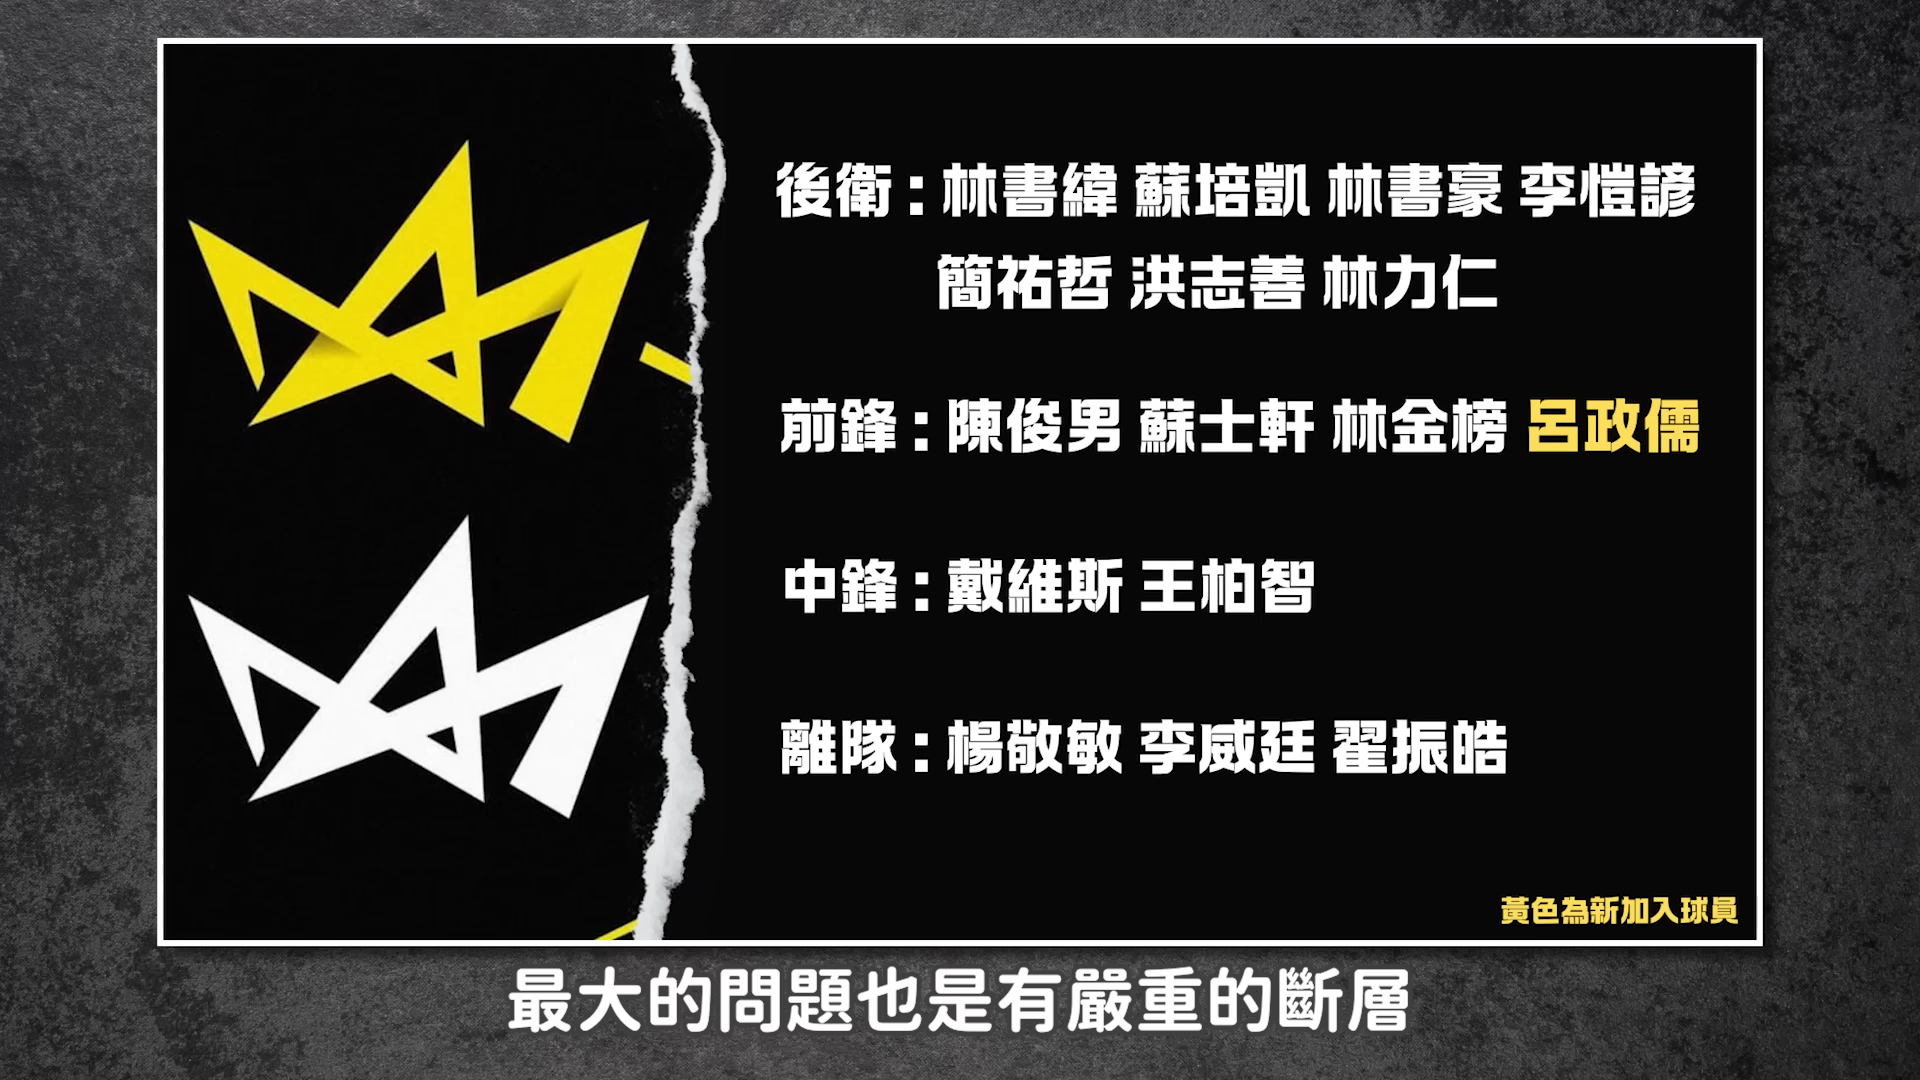 後衛：林書緯 蘇培凱 林書豪 李愷諺
簡祐哲 洪志善 林力仁
前鋒：陳俊男 蘇士軒 林金榜 呂政儒
中鋒：戴維斯 王柏智
離隊：楊敬敏 李威廷 翟振皓
黃色為新加入球員
最大的問題也是有嚴重的斷層